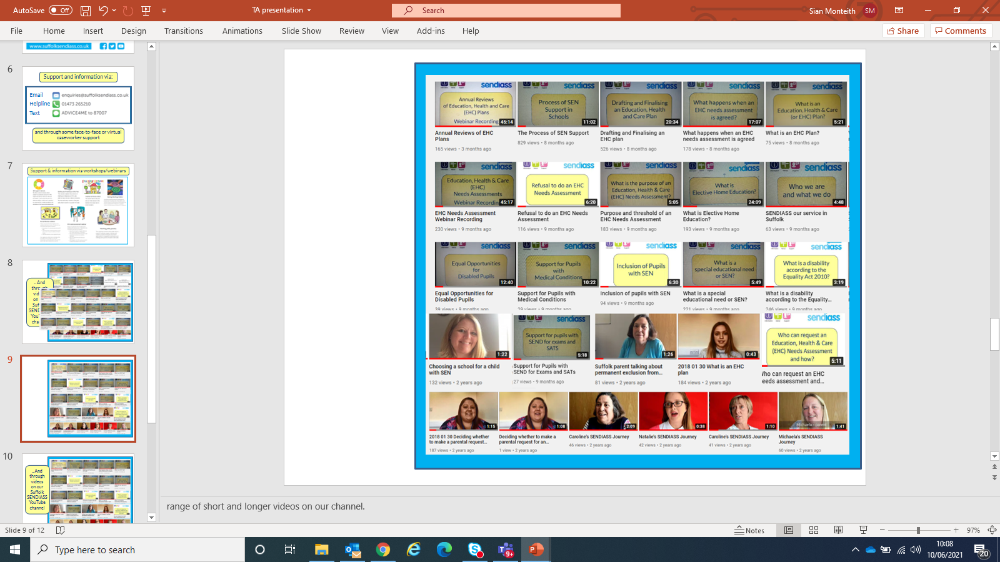 AutoSave Off
TA presentation
Search
Sian Monteith SM
File Home Insert Design Transitions Animations Slide Show Review View Add-ins Help
Share Comments
www.suffolksendiass.co.uk
6
Support and information via:
Email enquiries@suffolksendiass.co.uk
Helpline 01473 265210
Text ADVICE4ME to 87007
and through some face-to-face or virtual
caseworker support
7
Support & information via workshops/webinars
8
9
10
...And
through
videos
on our
Suffolk
SENDIASS
YouTube
channel
sendiass sendiass sendiass sendiass sendiass
Annual Reviews
of Education, Health and Care
(EHC) Plans
Webinar Recording
45:14
Process of SEN
Support in
Schools
11:02
Drafting and Finalising
an Education, Health
and Care Plan
20:34
What happens when an
EHC needs assessment
is agreed?
17:07
What is an
Education, Health & Care
(or EHC) Plan?
5:21
Annual Reviews of EHC
Plans
165 views • 3 months ago
The Process of SEN Support
829 views • 8 months ago
Drafting and Finalising an
EHC plan
526 views • 8 months ago
What happens when an EHC
needs assessment is agreed
178 views • 8 months ago
What is an EHC Plan?
75 views • 8 months ago
sendiass sendiass sendiass sendiass sendiass
Education, Health & Care
(EHC)
Needs Assessments
Webinar Recording
45:17
Refusal to do an EHC
Needs Assessment
6:20
What is the purpose of an
Education, Health & Care
(EHC) Needs Assessment?
5:05
What is
Elective Home Education?
24:09
Who we are
and what we do
4:48
EHC Needs Assessment
Webinar Recording
230 views • 9 months ago
Refusal to do an EHC Needs
Assessment
116 views • 9 months ago
Purpose and threshold of an
EHC Needs Assessment
183 views • 9 months ago
What is Elective Home
Education?
193 views • 9 months ago
SENDIASS our service in
Suffolk
63 views • 9 months ago
sendiass sendiass sendiass sendiass sendiass
Equal Opportunities
for
Disabled Pupils
12:40
Support for Pupils
with
Medical Conditions
10:22
Inclusion of Pupils
with SEN
6:30
What is a
special educational need
or SEN?
5:49
What is a disability
according to the
Equality Act 2010?
3:19
Equal Opportunities for
Disabled Pupils
39 views • 9 months ago
Support for Pupils with
Medical Conditions
29 views • 9 months ago
Inclusion of pupils with SEN
94 views • 9 months ago
What is a special
educational need or SEN?
221 views • 9 months ago
What is a disability
according to the Equality...
246 views • 9 months ago
1:22
Support for pupils with
SEND for exams and
SATS
5:18
1:26
0:43
sendiass
Who can request an
Education, Health & Care
(EHC) Needs Assessment
and how?
5:11
Choosing a school for a child
with SEN
132 views • 2 years ago
Support for Pupils with
SEND for Exams and SATs
27 views • 9 months ago
Suffolk parent talking about
permanent exclusion from...
81 views • 2 years ago
2018 01 30 What is an EHC
plan
184 views • 2 years ago
Who can request an EHC
needs assessment and...
1:15 1:08 2:09 0:38 1:10 Michaela - parent 1:41
2018 01 30 Deciding whether
to make a parental request...
187 views • 2 years ago
Deciding whether to make a
parental request for an...
1 view • 2 years ago
Caroline's SENDIASS Journey
46 views • 2 years ago
Natalie's SENDIASS Journey
42 views • 2 years ago
Caroline's SENDIASS Journey
41 views • 2 years ago
Michaela's SENDIASS
Journey
60 views • 2 years ago
range of short and longer videos on our channel.
Slide 9 of 12
Notes
97%
Type here to search
9+
10:08
10/06/2021
20